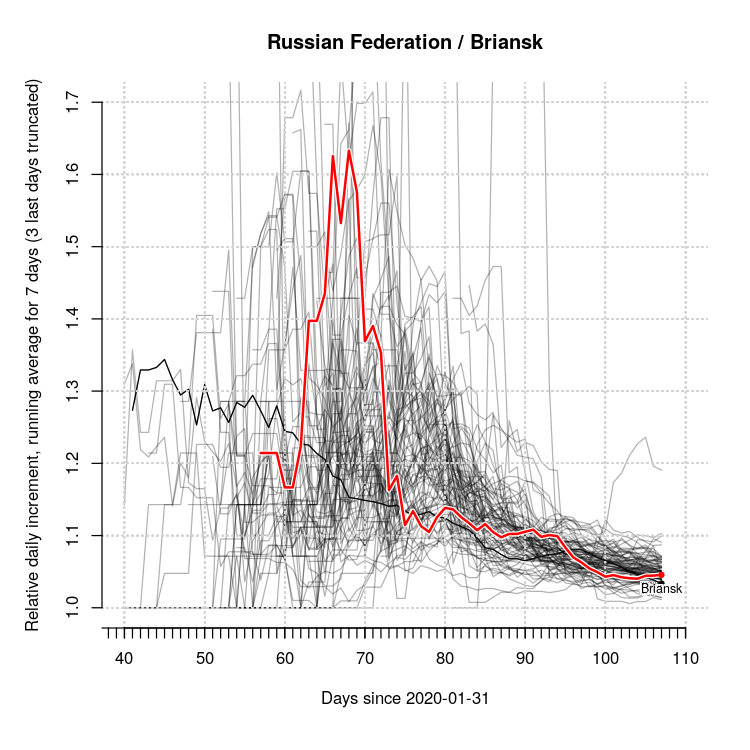 Russian Federation / Briansk
Relative daily increment, running average for 7 days (3 last days truncated)
1.7
1.6
1.5
1.4
1.3
1.2
1.1
1.0
Briansk
40 50 60 70 80 90 100 110
Days since 2020-01-31